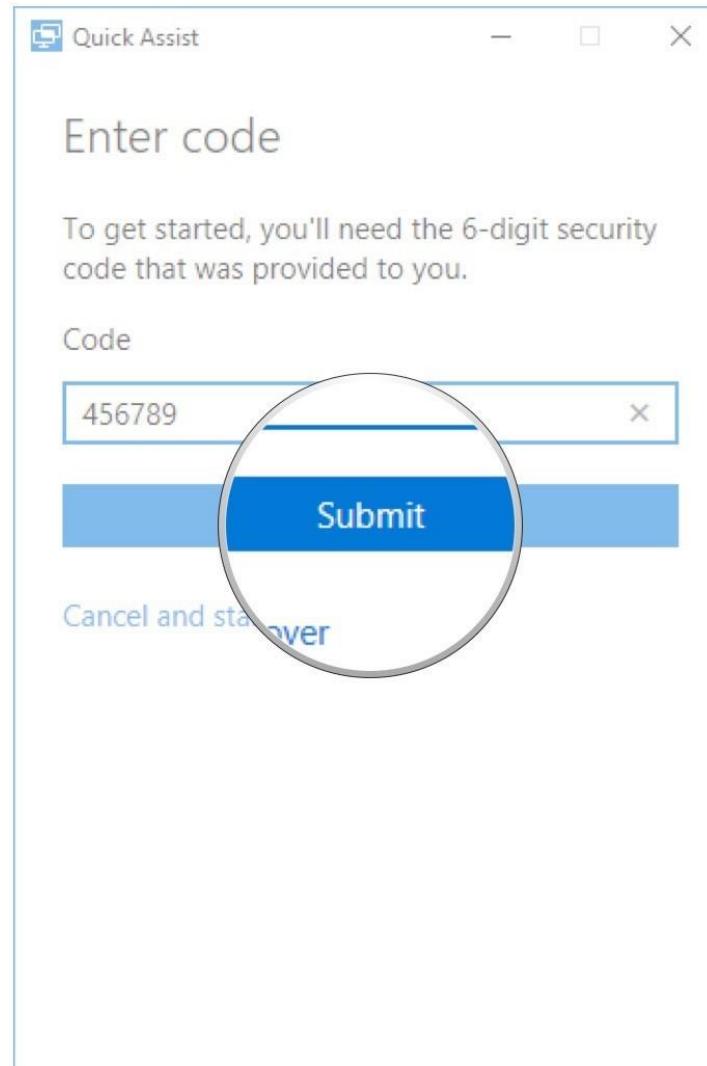 Quick Assist
Enter code
To get started, you'll need the 6-digit security
code that was provided to you.
Code
456789
Submit
Cancel and sta over